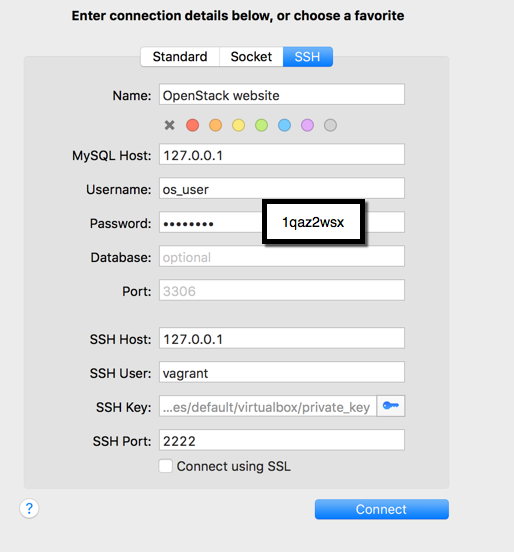 Enter connection details below, or choose a favorite
Standard Socket SSH
Name: OpenStack website
MySQL Host: 127.0.0.1
Username: os_user
Password: •••••••• 1qaz2wsx
Database: optional
Port: 3306
SSH Host: 127.0.0.1
SSH User: vagrant
SSH Key: ...es/default/virtualbox/private_key
SSH Port: 2222
Connect using SSL
? Connect